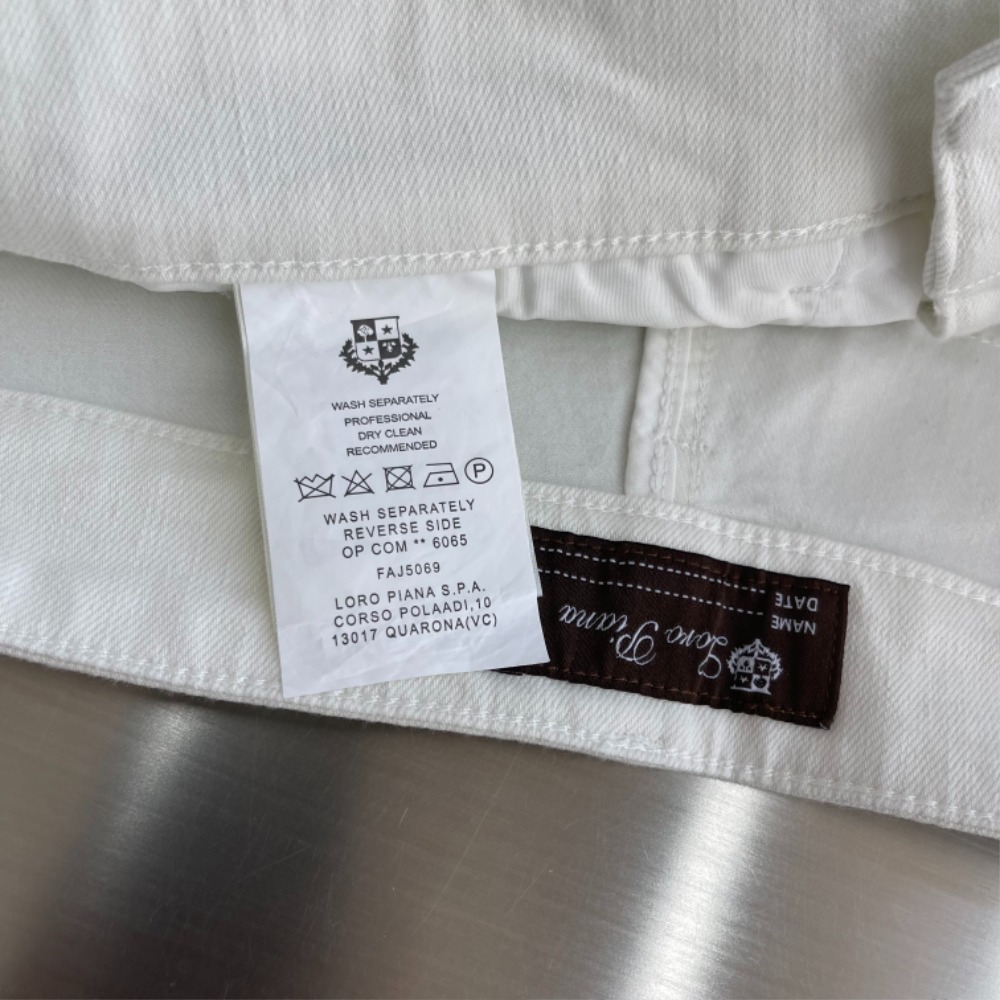 WASH SEPARATELY
PROFESSIONAL
DRY CLEAN
RECOMMENDED
P
WASH SEPARATELY
REVERSE SIDE
OP COM ** 6065
FAJ5069
LORO PIANA S.P.A.
CORSO POLAADI,10
13017 QUARONA(VC)
Loro Piana
NAME
DATE